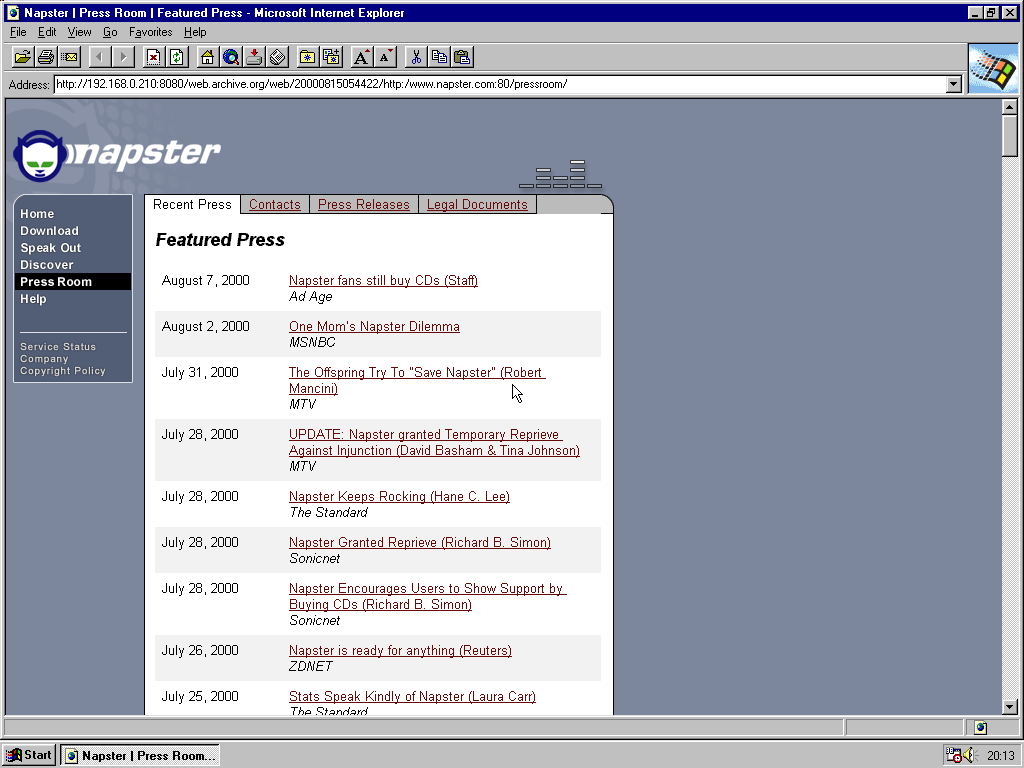 Napster | Press Room | Featured Press - Microsoft Internet Explorer
File Edit View Go Favorites Help
Address: http://192.168.0.210:8080/web.archive.org/web/20000815054422/http:/www.napster.com:80/pressroom/
napster
Home
Download
Speak Out
Discover
Press Room
Help
Service Status
Company
Copyright Policy
Recent Press Contacts Press Releases Legal Documents
Featured Press
August 7, 2000 Napster fans still buy CDs (Staff)
Ad Age
August 2, 2000 One Mom's Napster Dilemma
MSNBC
July 31, 2000 The Offspring Try To "Save Napster" (Robert
Mancini)
MTV
July 28, 2000 UPDATE: Napster granted Temporary Reprieve
Against Injunction (David Basham & Tina Johnson)
MTV
July 28, 2000 Napster Keeps Rocking (Hane C. Lee)
The Standard
July 28, 2000 Napster Granted Reprieve (Richard B. Simon)
Sonicnet
July 28, 2000 Napster Encourages Users to Show Support by
Buying CDs (Richard B. Simon)
Sonicnet
July 26, 2000 Napster is ready for anything (Reuters)
ZDNET
July 25, 2000 Stats Speak Kindly of Napster (Laura Carr)
The Standard
Start Napster | Press Room... 20:13